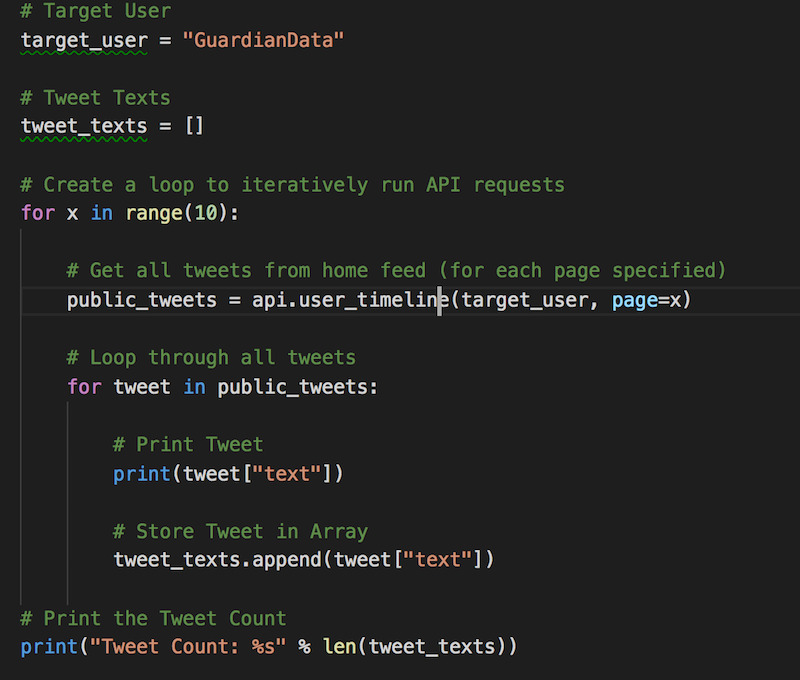 # Target User
target_user = "GuardianData"
# Tweet Texts
tweet_texts = []
# Create a loop to iteratively run API requests
for x in range(10):
# Get all tweets from home feed (for each page specified)
public_tweets = api.user_timeline(target_user, page=x)
# Loop through all tweets
for tweet in public_tweets:
# Print Tweet
print(tweet["text"])
# Store Tweet in Array
tweet_texts.append(tweet["text"])
# Print the Tweet Count
print("Tweet Count: %s" % len(tweet_texts))